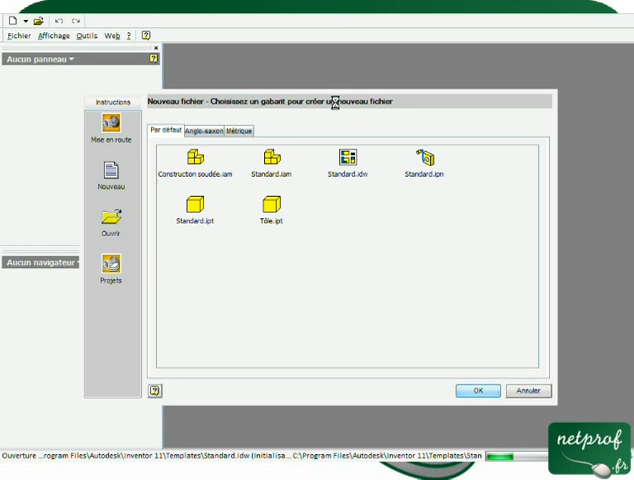 Fichier Affichage Outils Web ?
Aucun panneau
Instructions
Nouveau fichier - Choisissez un gabarit pour créer un nouveau fichier
Par défaut Anglo-saxon Métrique
Mise en route
Construction soudée.iam Standard.iam Standard.idw Standard.ipn
Nouveau
Standard.ipt Tôle.ipt
Ouvrir
Aucun navigateur
Projets
OK Annuler
Ouverture ...rogram Files\Autodesk\Inventor 11\Templates\Standard.idw (Initialisa... C:\Program Files\Autodesk\Inventor 11\Templates\Stan
netprof
.fr